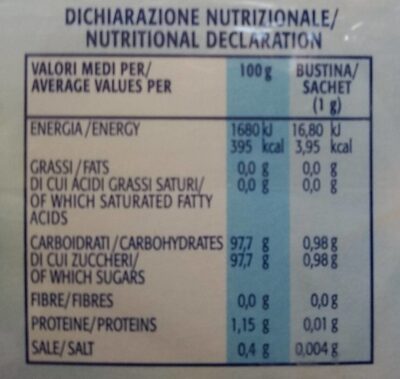 DICHIARAZIONE NUTRIZIONALE/
NUTRITIONAL DECLARATION
VALORI MEDI PER/ 100g BUSTINA/
AVERAGE VALUES PER SACHET
(1 g)
ENERGIA/ENERGY 1680 kJ 16,80 kJ
395 kcal 3,95 kcal
GRASSI/FATS 0,0 g 0,0 g
DI CUI ACIDI GRASSI SATURI/ 0,0 g 0,0 g
OF WHICH SATURATED FATTY
ACIDS
CARBOIDRATI/CARBOHYDRATES 97,7 g 0,98 g
DI CUI ZUCCHERI/ 97,7 g 0,98 g
OF WHICH SUGARS
FIBRE/FIBRES 0,0 g 0,0 g
PROTEINE/PROTEINS 1,15 g 0,01 g
SALE/SALT 0,4 g 0,004 g